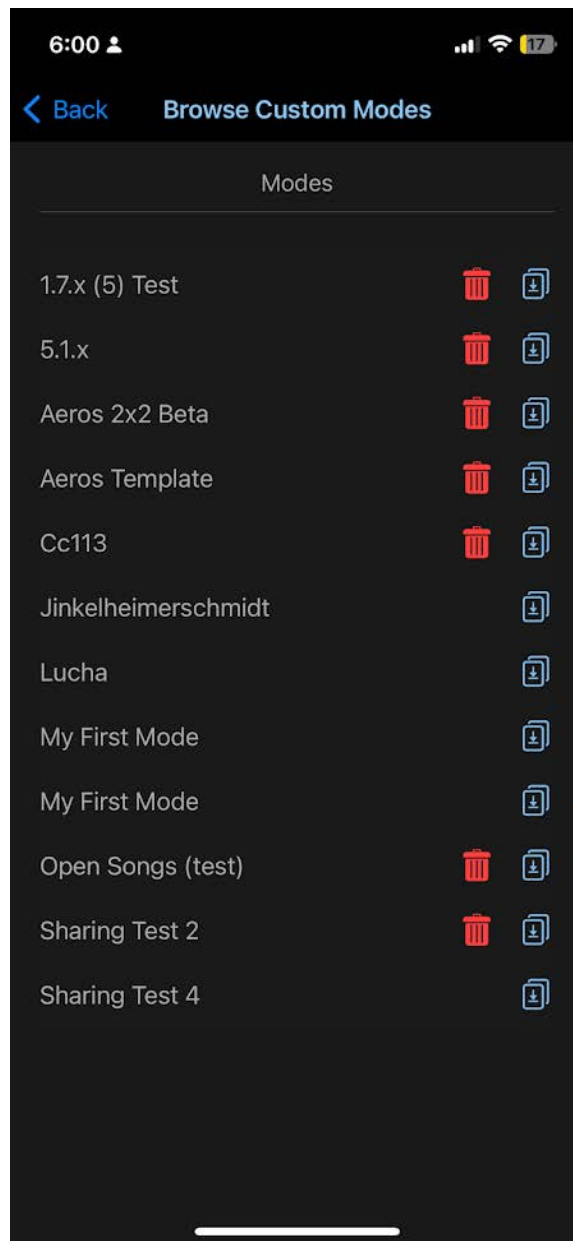 6:00
17
Back Browse Custom Modes
Modes
1.7.x (5) Test
5.1.x
Aeros 2x2 Beta
Aeros Template
Cc113
Jinkelheimerschmidt
Lucha
My First Mode
My First Mode
Open Songs (test)
Sharing Test 2
Sharing Test 4